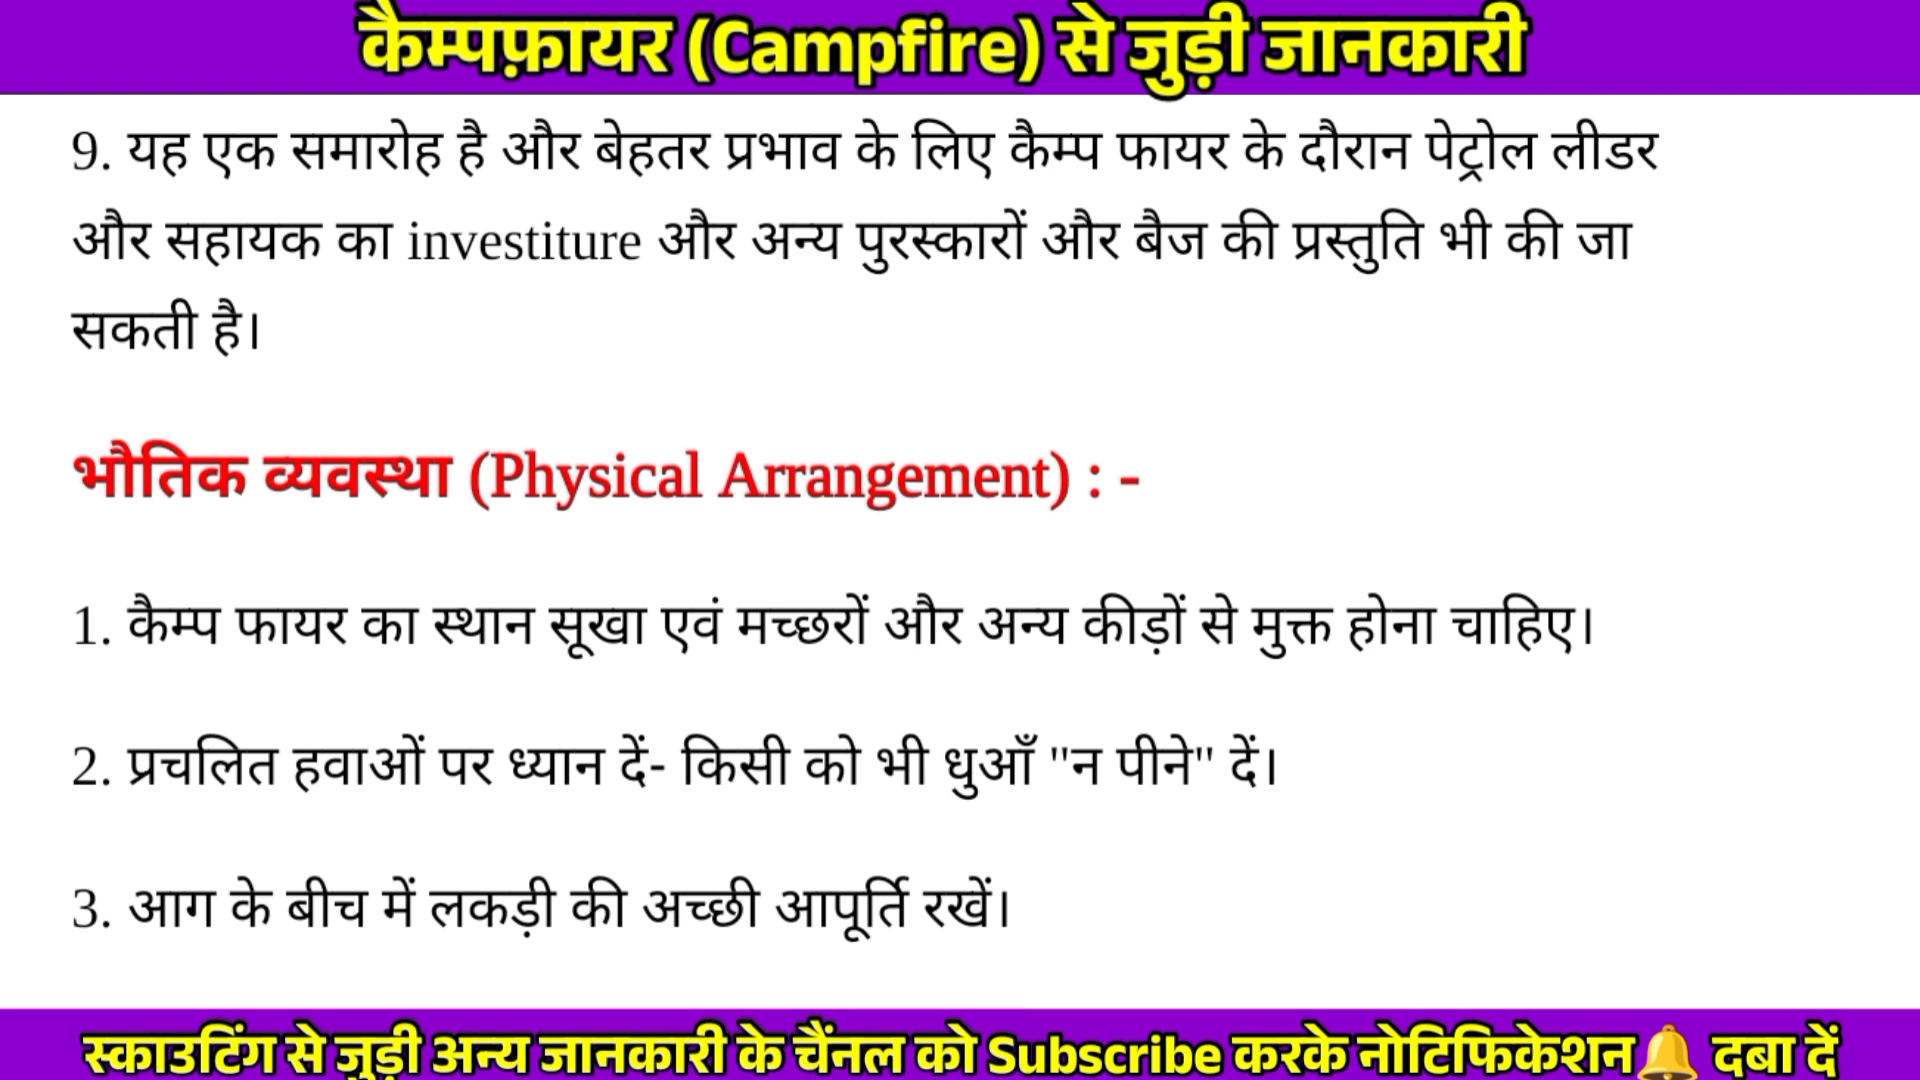 कैम्पफ़ायर (Campfire) से जुड़ी जानकारी
9. यह एक समारोह है और बेहतर प्रभाव के लिए कैम्प फायर के दौरान पेट्रोल लीडर
और सहायक का investiture और अन्य पुरस्कारों और बैज की प्रस्तुति भी की जा
सकती है।
भौतिक व्यवस्था (Physical Arrangement) : -
1. कैम्प फायर का स्थान सूखा एवं मच्छरों और अन्य कीड़ों से मुक्त होना चाहिए।
2. प्रचलित हवाओं पर ध्यान दें- किसी को भी धुआँ "न पीने" दें।
3. आग के बीच में लकड़ी की अच्छी आपूर्ति रखें।
स्काउटिंग से जुड़ी अन्य जानकारी के चैंनल को Subscribe करके नोटिफिकेशन🔔 दबा दें